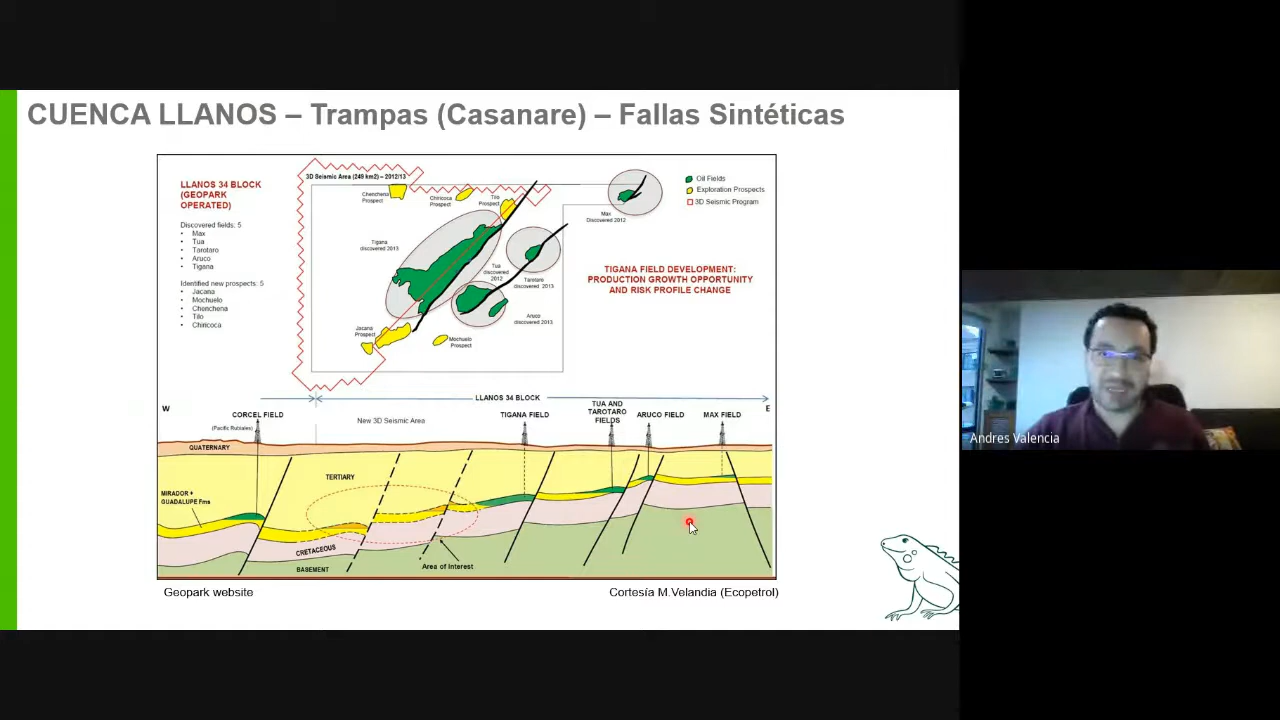 CUENCA LLANOS – Trampas (Casanare) – Fallas Sintéticas
LLANOS 34 BLOCK
(GEOPARK
OPERATED)
Discovered fields: 5
• Max
• Tua
• Tarotaro
• Aruco
• Tigana
Identified new prospects: 5
• Jacana
• Mochuelo
• Chenchena
• Tilo
• Chiricoca
3D Seismic Area (249 km2) – 2012/13
Chenchena
Prospect
Chiricoca
Prospect
Tilo
Prospect
Max
Discovered 2012
Tigana
discovered 2013
Tua
discovered
2012
Tarotaro
discovered 2013
Aruco
discovered 2013
Jacana
Prospect
Mochuelo
Prospect
Oil Fields
Exploration Prospects
3D Seismic Program
TIGANA FIELD DEVELOPMENT:
PRODUCTION GROWTH OPPORTUNITY
AND RISK PROFILE CHANGE
LLANOS 34 BLOCK
W
E
CORCEL FIELD
(Pacific Rubiales)
New 3D Seismic Area
TIGANA FIELD
TUA AND
TAROTARO
FIELDS
ARUCO FIELD
MAX FIELD
QUATERNARY
TERTIARY
MIRADOR +
GUADALUPE Fms
CRETACEOUS
BASEMENT
Area of Interest
Geopark website
Cortesía M.Velandia (Ecopetrol)
Andres Valencia